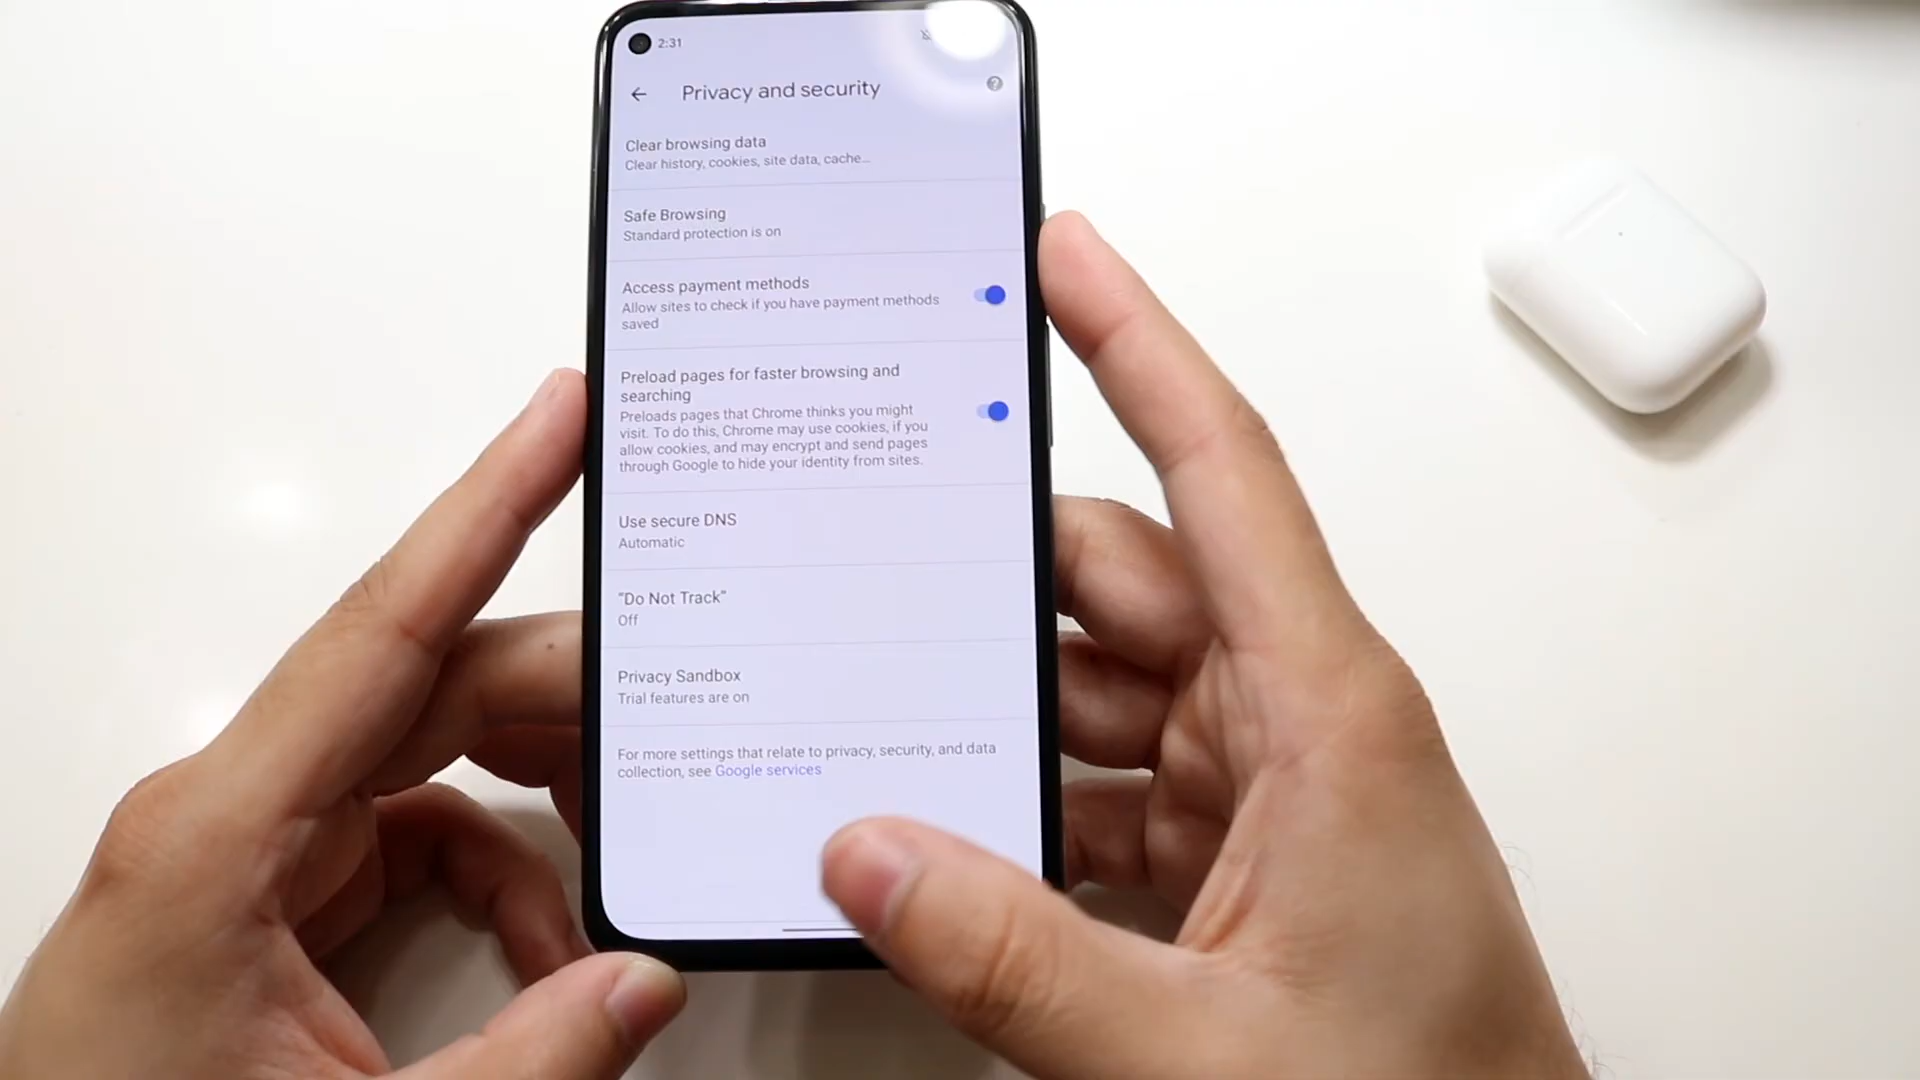 2:31
Privacy and security
Clear browsing data
Clear history, cookies, site data, cache...
Safe Browsing
Standard protection is on
Access payment methods
Allow sites to check if you have payment methods
saved
Preload pages for faster browsing and
searching
Preloads pages that Chrome thinks you might
visit. To do this, Chrome may use cookies, if you
allow cookies, and may encrypt and send pages
through Google to hide your identity from sites.
Use secure DNS
Automatic
“Do Not Track”
Off
Privacy Sandbox
Trial features are on
For more settings that relate to privacy, security, and data
collection, see Google services